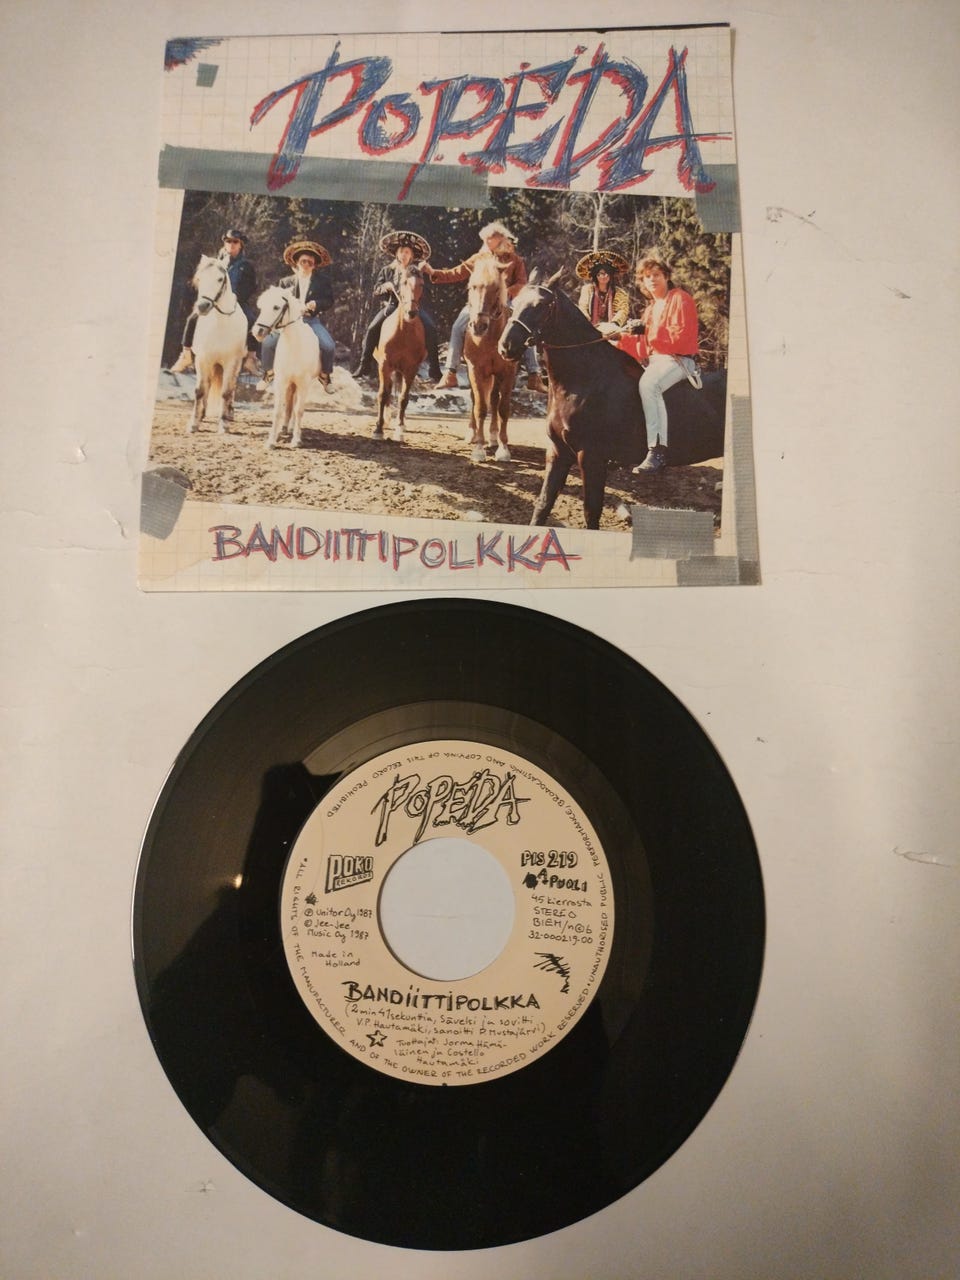 POPEDA
BANDIITTIPOLKKA
POPEDA
POKO
REKORDS
PIS 219
A PUOLI
45 kierrosta
STEREO
BIEM/n©b
32-000219-00
℗ Unitor Oy 1987
© Jee-Jee
Music Oy 1987
Made in
Holland
BANDIITTIPOLKKA
(2 min 41 sekuntia, Sävelsi ja sovitti
V.P. Hautamäki, sanoitti P. Mustajärvi)
Tuottajat: Jorma Hämä-
läinen ja Costello
Hautamäki
• ALL RIGHTS OF THE MANUFACTURER AND OF THE OWNER OF THE RECORDED WORK RESERVED • UNAUTHORISED PUBLIC PERFORMANCE, BROADCASTING AND COPYING OF THIS RECORD PROHIBITED